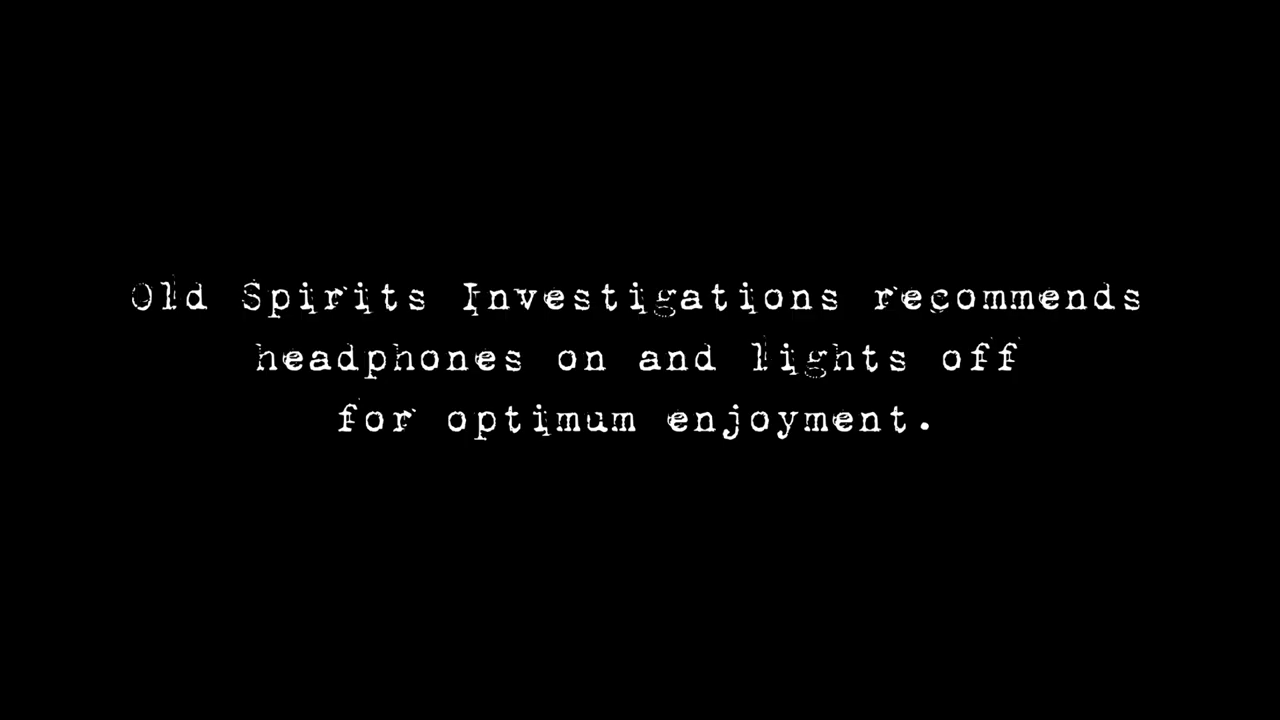 Old Spirits Investigations recommends
headphones on and lights off
for optimum enjoyment.